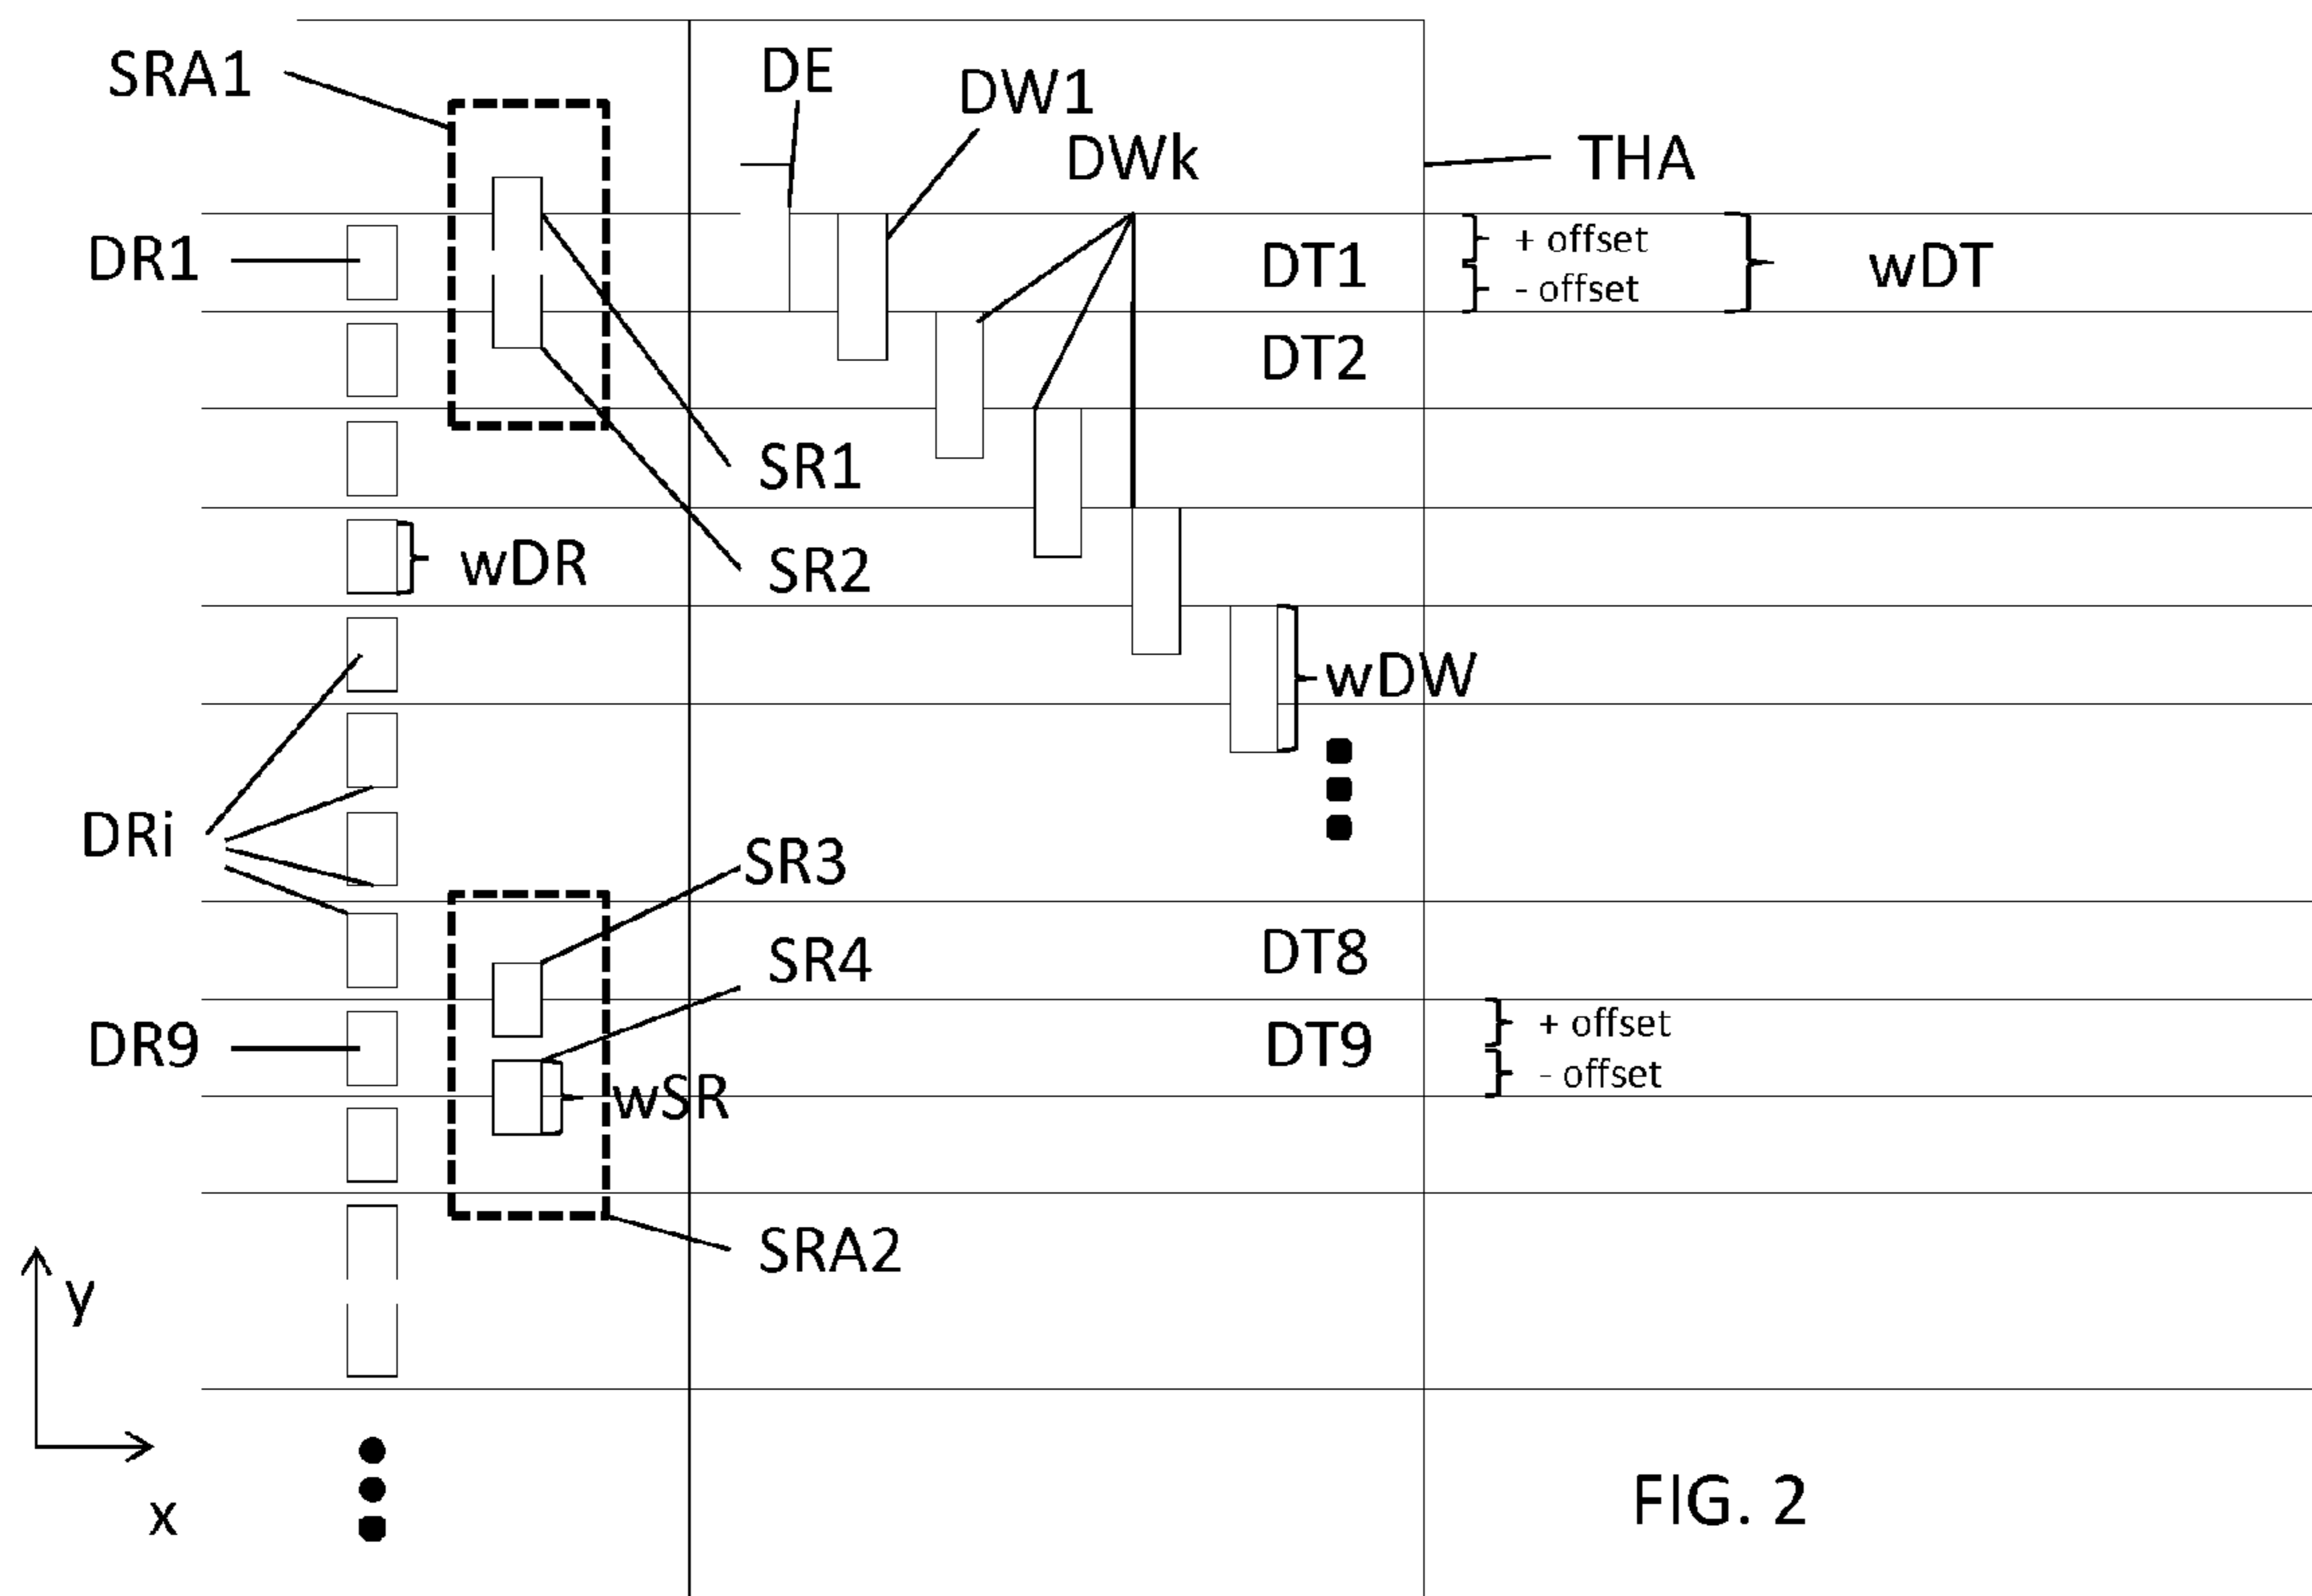 SRA1
DE
DW1
DWk
THA
DR1
DT1
+ offset
- offset
wDT
DT2
SR1
wDR
SR2
wDW
DRi
SR3
SR4
DT8
DR9
DT9
+ offset
- offset
wSR
SRA2
y
x
FIG. 2